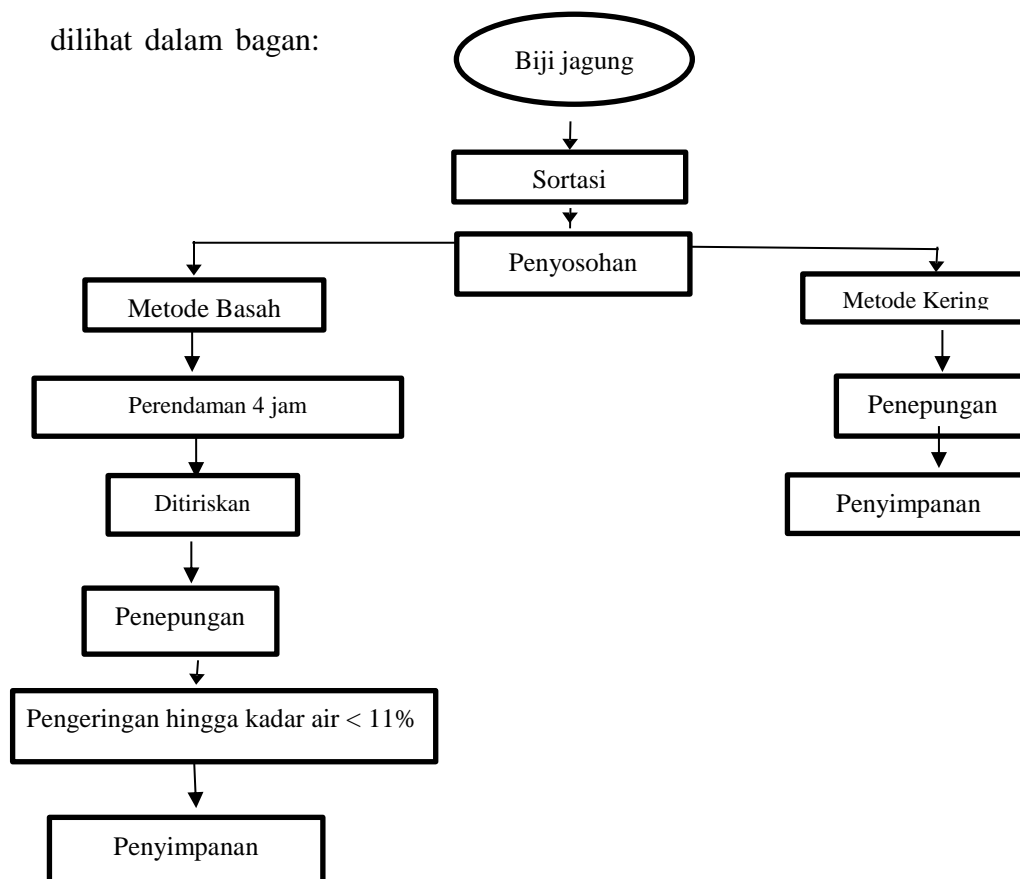 dilihat dalam bagan:
Biji jagung
Sortasi
Penyosohan
Metode Basah
Perendaman 4 jam
Ditiriskan
Penepungan
Pengeringan hingga kadar air < 11%
Penyimpanan
Metode Kering
Penepungan
Penyimpanan